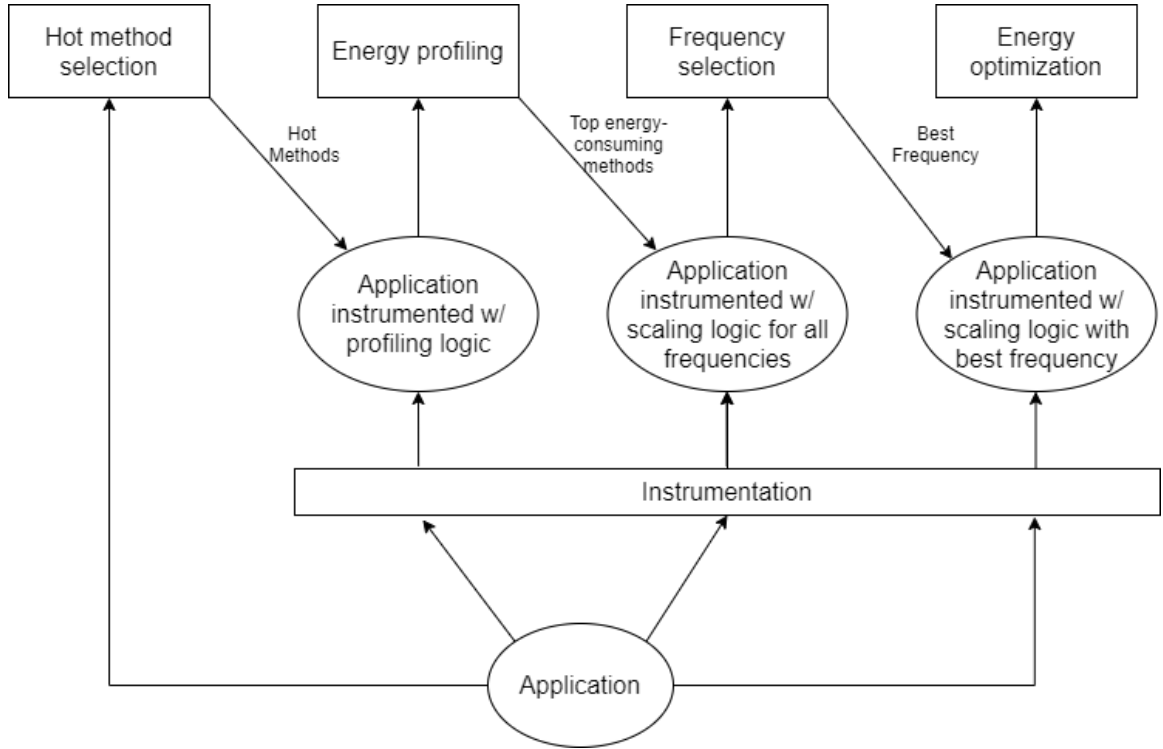 Hot method
selection
Energy profiling
Frequency
selection
Energy
optimization
Hot
Methods
Top energy-
consuming
methods
Best
Frequency
Application
instrumented w/
profiling logic
Application
instrumented w/
scaling logic for all
frequencies
Application
instrumented w/
scaling logic with
best frequency
Instrumentation
Application